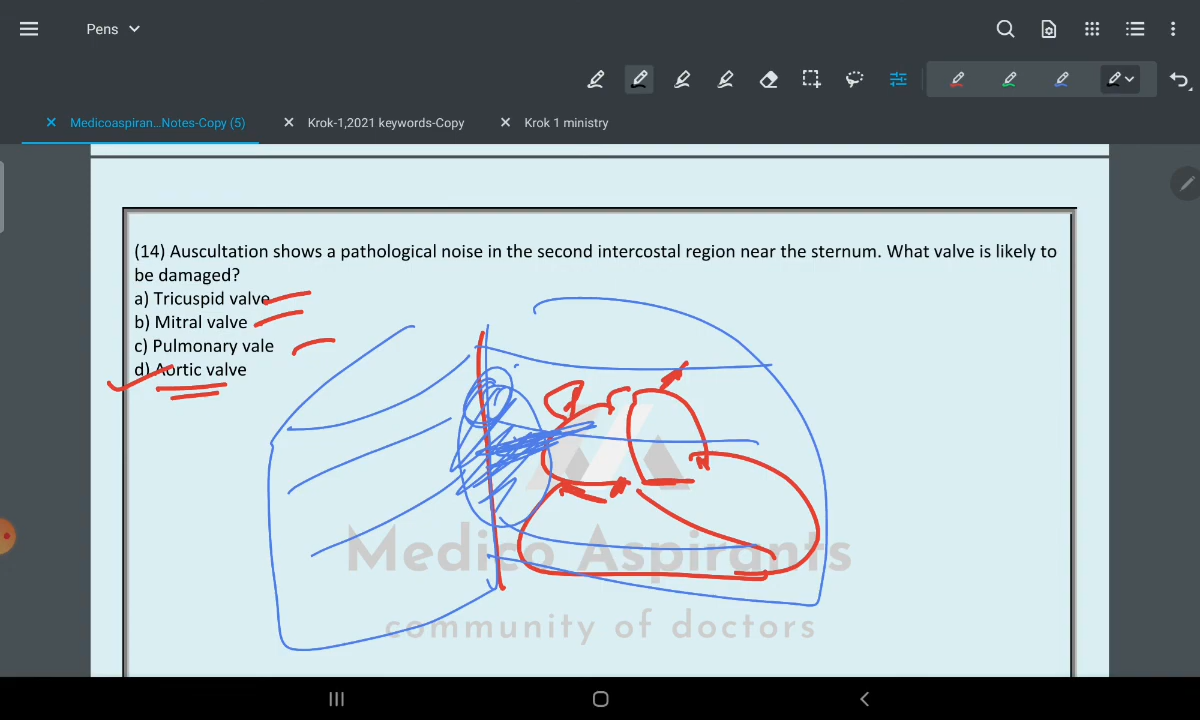 Pens
Medicoaspiran...Notes-Copy (5)
Krok-1,2021 keywords-Copy
Krok 1 ministry
(14) Auscultation shows a pathological noise in the second intercostal region near the sternum. What valve is likely to
be damaged?
a) Tricuspid valve
b) Mitral valve
c) Pulmonary vale
d) Aortic valve
Medico Aspirants
community of doctors